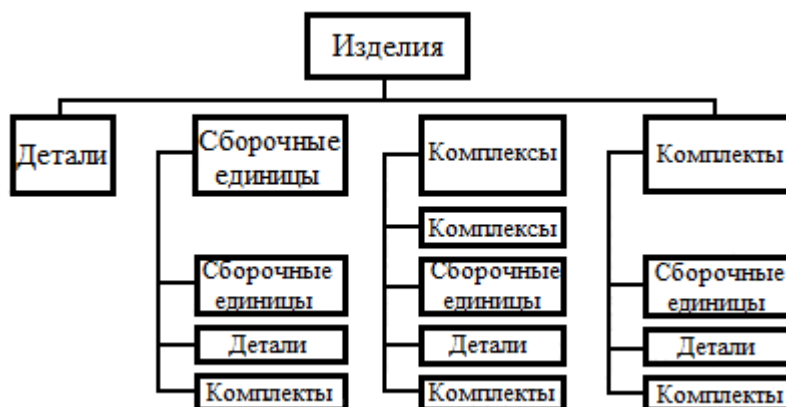 Изделия
Детали
Сборочные
единицы
Комплексы
Комплекты
Комплексы
Сборочные
единицы
Сборочные
единицы
Сборочные
единицы
Детали
Детали
Детали
Комплекты
Комплекты
Комплекты